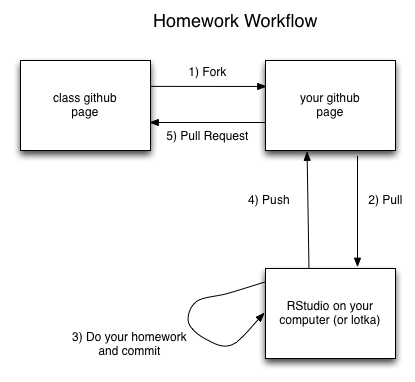 Homework Workflow
1) Fork
class github
page
your github
page
5) Pull Request
4) Push
2) Pull
RStudio on your
computer (or lotka)
3) Do your homework
and commit